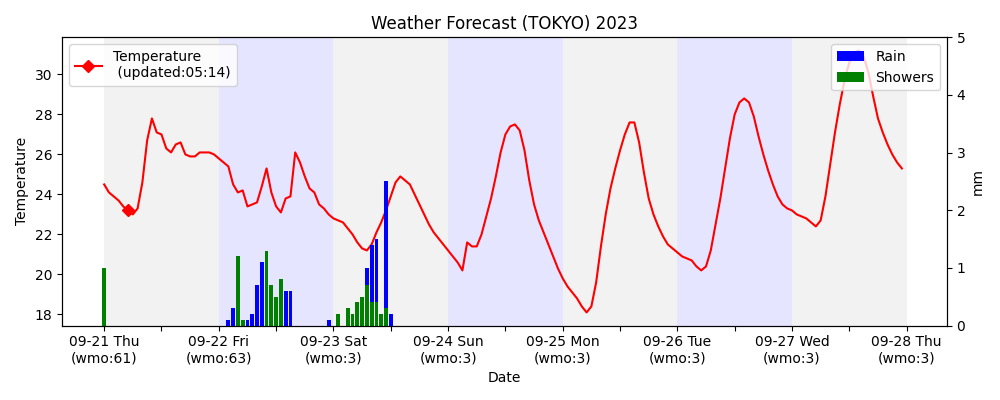 Weather Forecast (TOKYO) 2023
Temperature
(updated:05:14)
Rain
Showers
30
28
26
24
22
20
18
Temperature
5
4
3
2
1
0
mm
09-21 Thu
(wmo:61)
09-22 Fri
(wmo:63)
09-23 Sat
(wmo:3)
09-24 Sun
(wmo:3)
09-25 Mon
(wmo:3)
09-26 Tue
(wmo:3)
09-27 Wed
(wmo:3)
09-28 Thu
(wmo:3)
Date